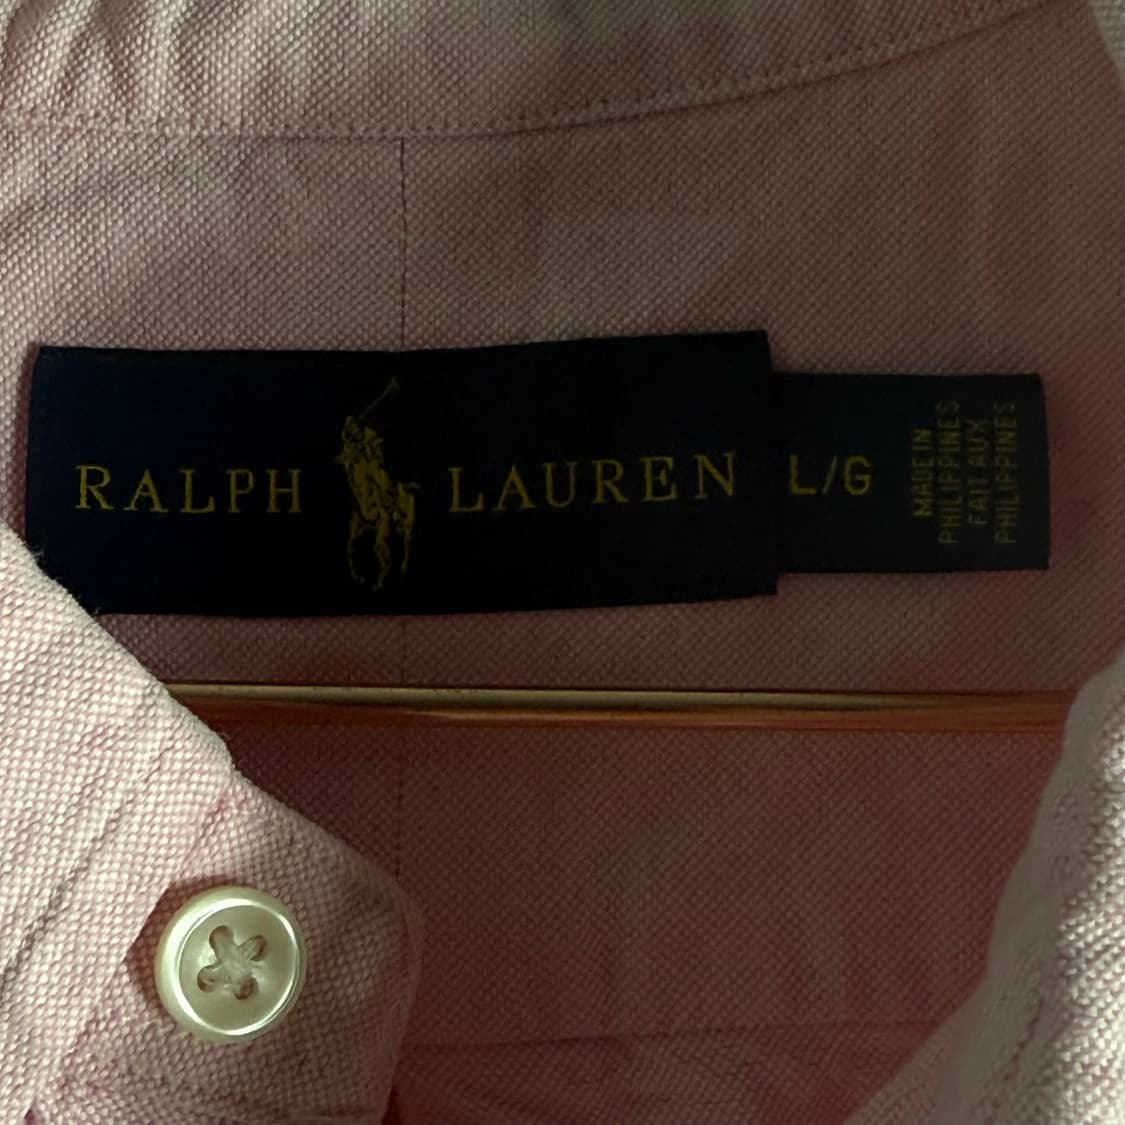 RALPH LAUREN
L/G
MADE IN
PHILIPPINES
FAIT AUX
PHILIPPINES